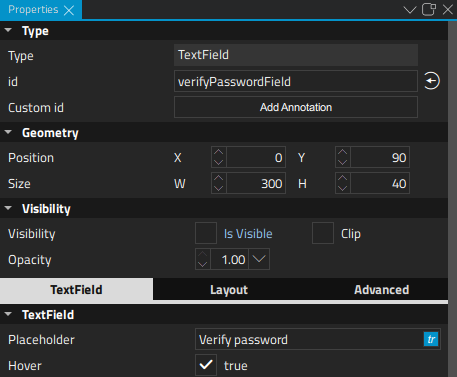 Properties
Type
Type TextField
id verifyPasswordField
Custom id Add Annotation
Geometry
Position X 0 Y 90
Size W 300 H 40
Visibility
Visibility Is Visible Clip
Opacity 1.00
TextField Layout Advanced
TextField
Placeholder Verify password tr
Hover true